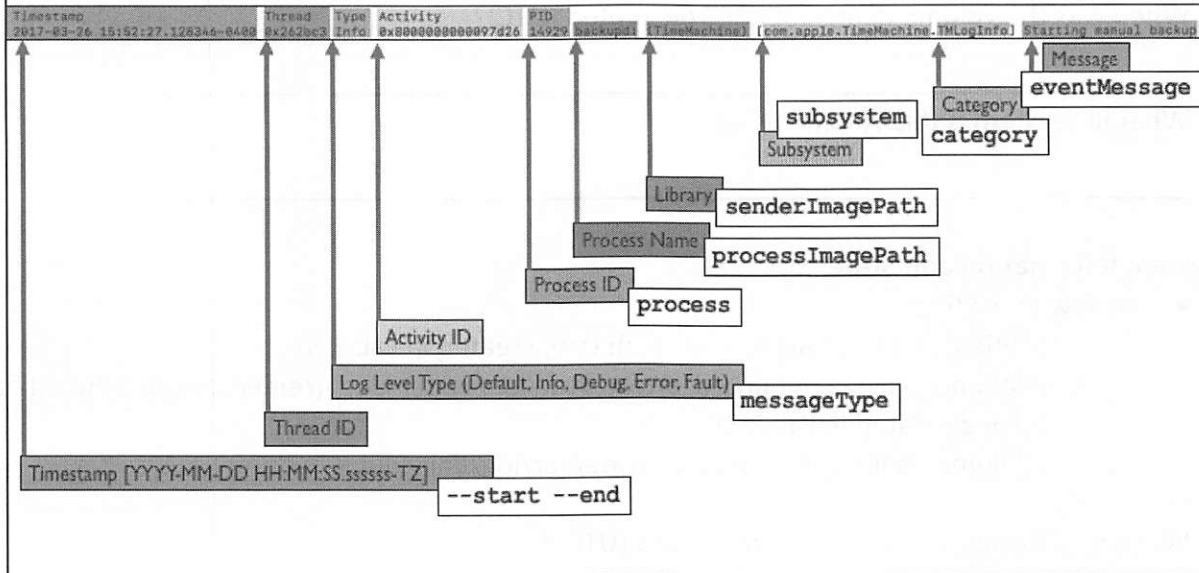 Timestamp Thread Type Activity PID
2017-03-26 15:52:27.126346-0400 0x262bc3 Info 0x8000000000097d26 14929 backupd: (TimeMachine) [com.apple.TimeMachine.TMLogInfo] Starting manual backup
Message
eventMessage
Category
category
subsystem
Subsystem
Library
senderImagePath
Process Name
processImagePath
Process ID
process
Activity ID
Log Level Type (Default, Info, Debug, Error, Fault)
messageType
Thread ID
Timestamp [YYYY-MM-DD HH:MM:SS.ssssss-TZ]
--start --end